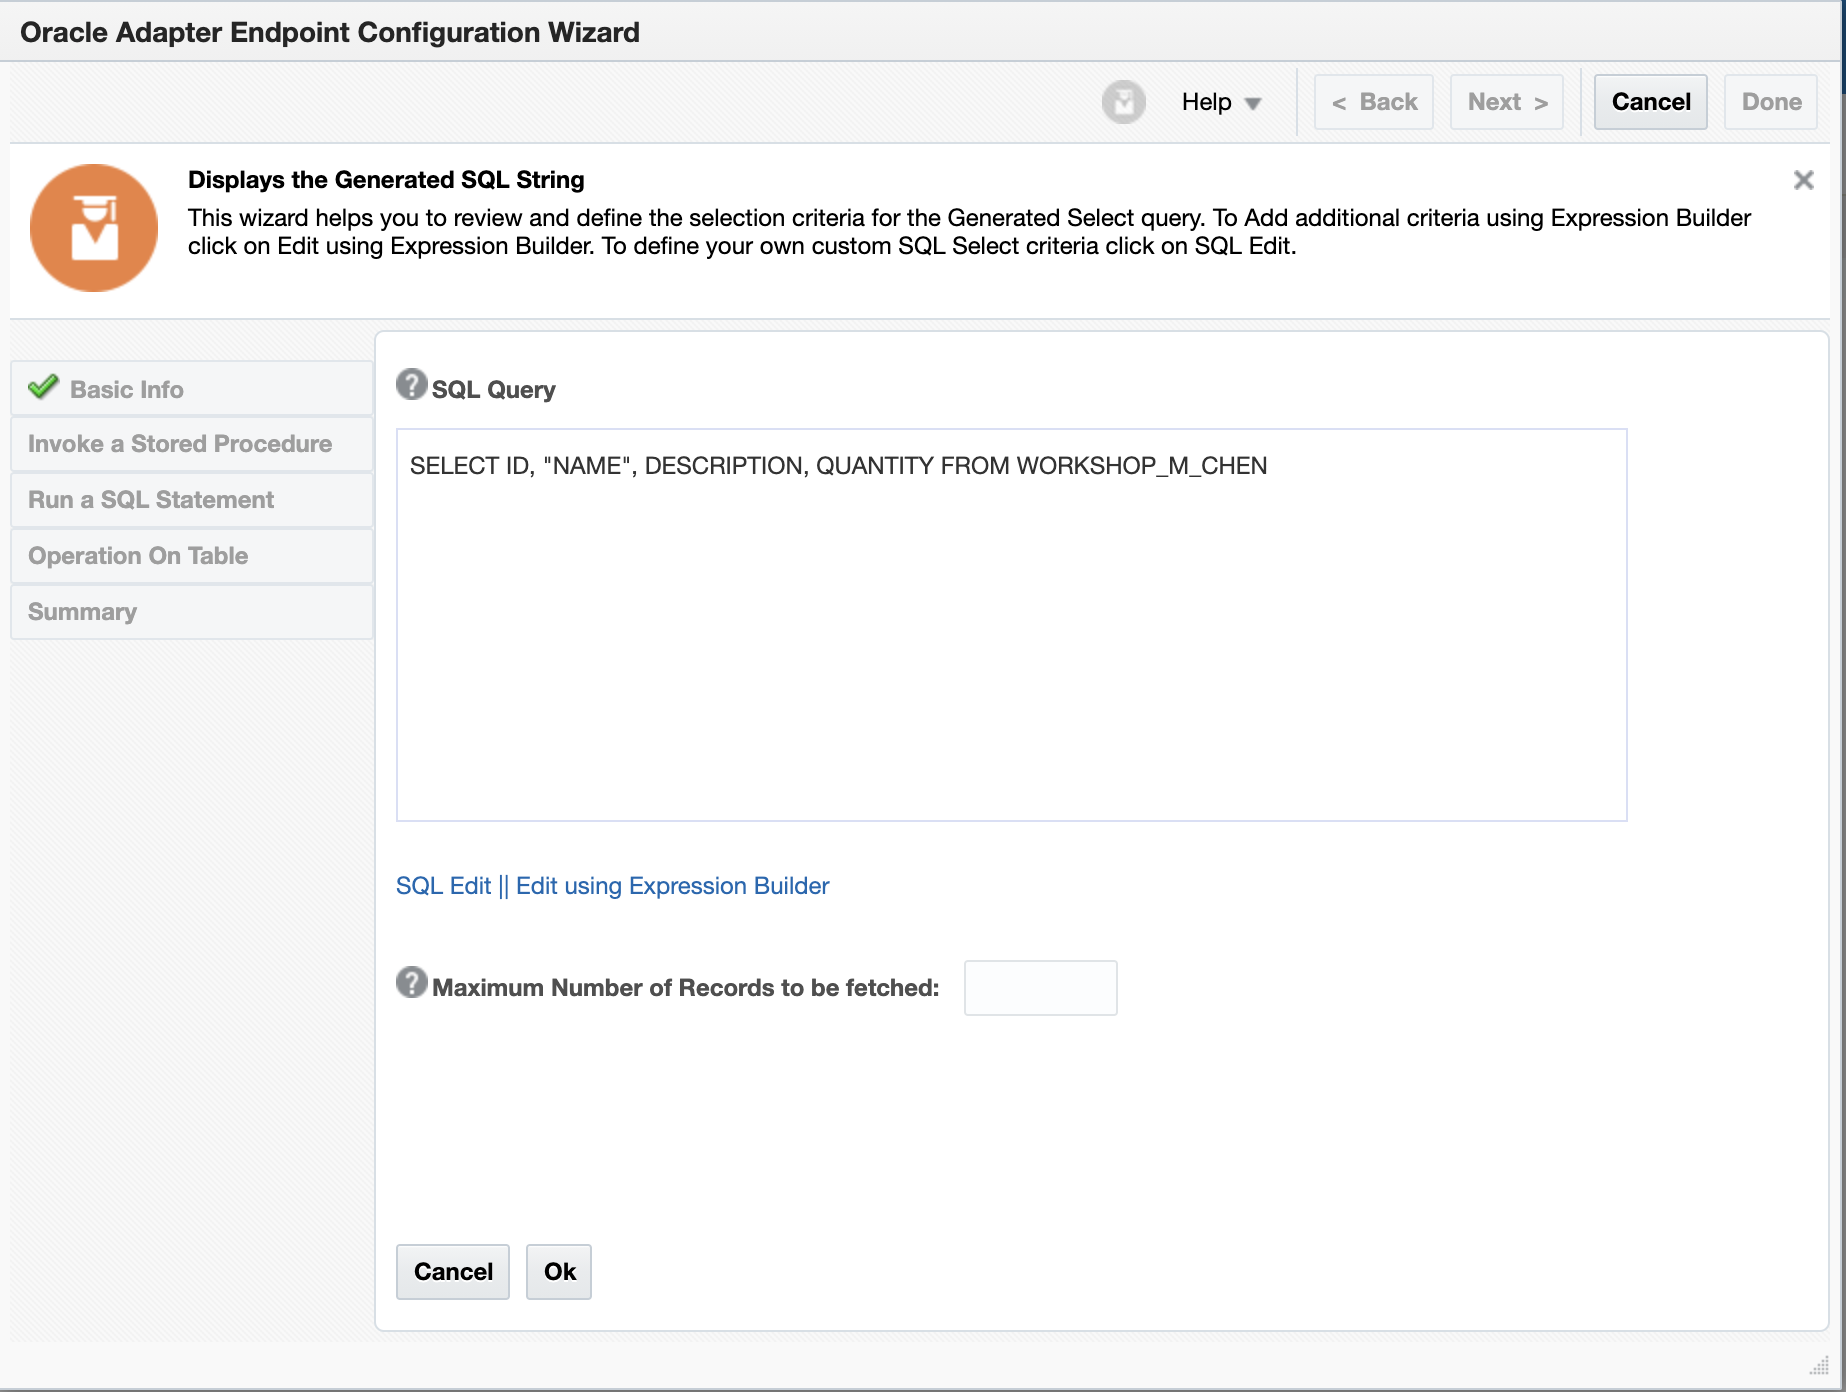 Oracle Adapter Endpoint Configuration Wizard
Help
< Back
Next >
Cancel
Done
Displays the Generated SQL String
This wizard helps you to review and define the selection criteria for the Generated Select query. To Add additional criteria using Expression Builder
click on Edit using Expression Builder. To define your own custom SQL Select criteria click on SQL Edit.
Basic Info
Invoke a Stored Procedure
Run a SQL Statement
Operation On Table
Summary
SQL Query
SELECT ID, "NAME", DESCRIPTION, QUANTITY FROM WORKSHOP_M_CHEN
SQL Edit || Edit using Expression Builder
Maximum Number of Records to be fetched:
Cancel
Ok